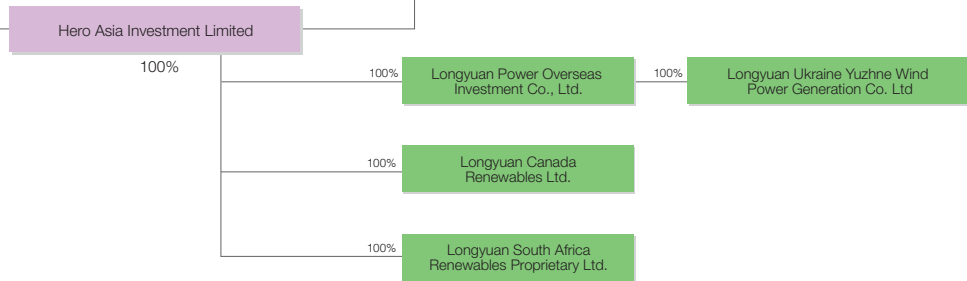 Hero Asia Investment Limited
100%
100%
Longyuan Power Overseas
Investment Co., Ltd.
100%
Longyuan Ukraine Yuzhne Wind
Power Generation Co. Ltd
100%
Longyuan Canada
Renewables Ltd.
100%
Longyuan South Africa
Renewables Proprietary Ltd.